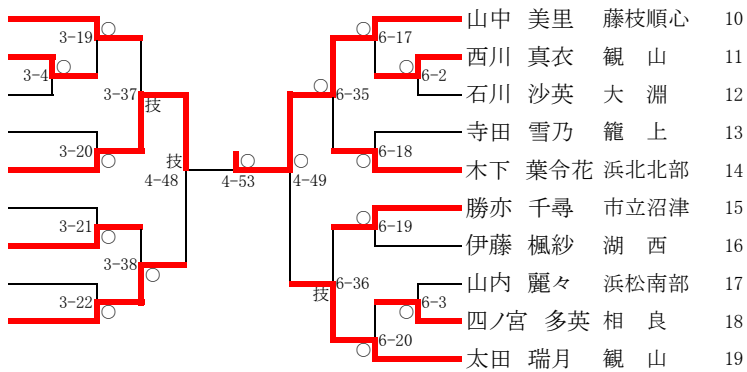 山中 美里 藤枝順心 10
3-19 ○ ○ 6-17
西川 真衣 観 山 11
3-4 ○ ○ 6-2
3-37 技 ○ 6-35
石川 沙英 大 淵 12
寺田 雪乃 籠 上 13
3-20 ○ ○ 6-18
技 ○ ○
木下 葉令花 浜北北部 14
4-48 4-53 4-49
勝亦 千尋 市立沼津 15
3-21 ○ ○ 6-19
伊藤 楓紗 湖 西 16
3-38 ○ 技 6-36
山内 麗々 浜松南部 17
3-22 ○ ○ 6-3
四ノ宮 多英 相 良 18
○ 6-20
太田 瑞月 観 山 19